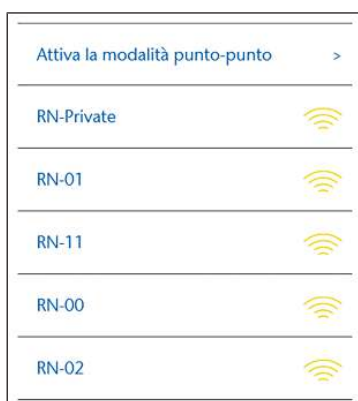 Attiva la modalità punto-punto >
RN-Private
RN-01
RN-11
RN-00
RN-02